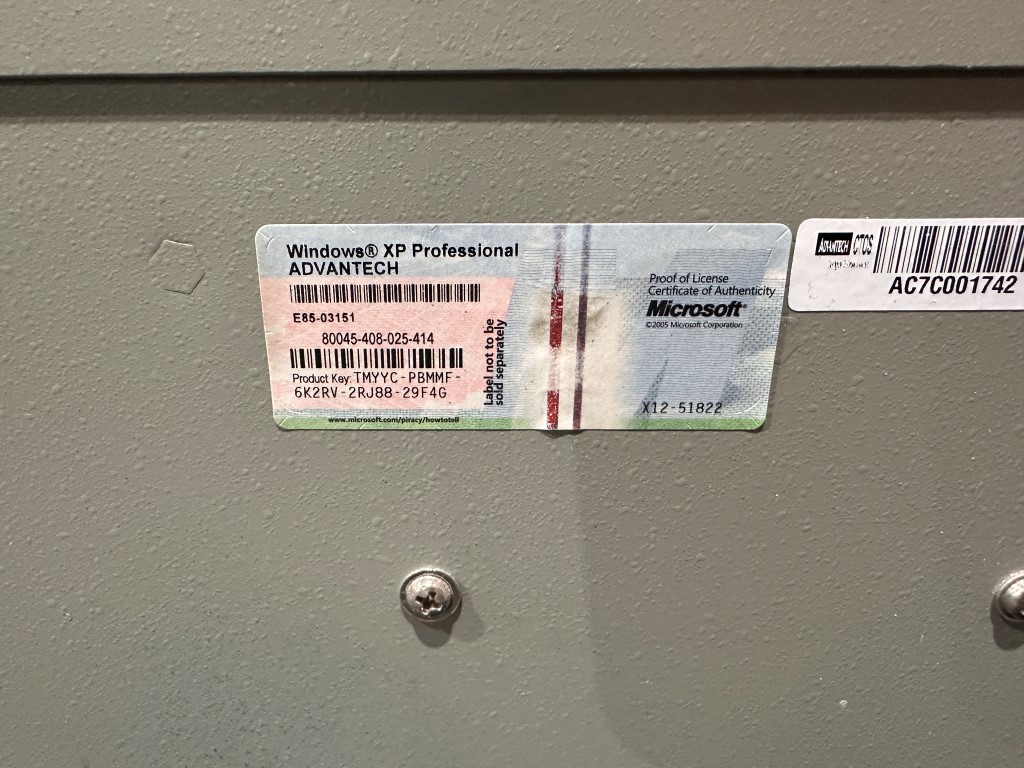 Windows® XP Professional
ADVANTECH
E85-03151
80045-408-025-414
Product Key: TMYYC-PBMMF-
6K2RV-2RJ88-29F4G
www.microsoft.com/piracy/howtotell
Label not to be
sold separately
Proof of License
Certificate of Authenticity
Microsoft®
©2005 Microsoft Corporation
X12-51822
ADVANTECH CTOS
AC7C001742